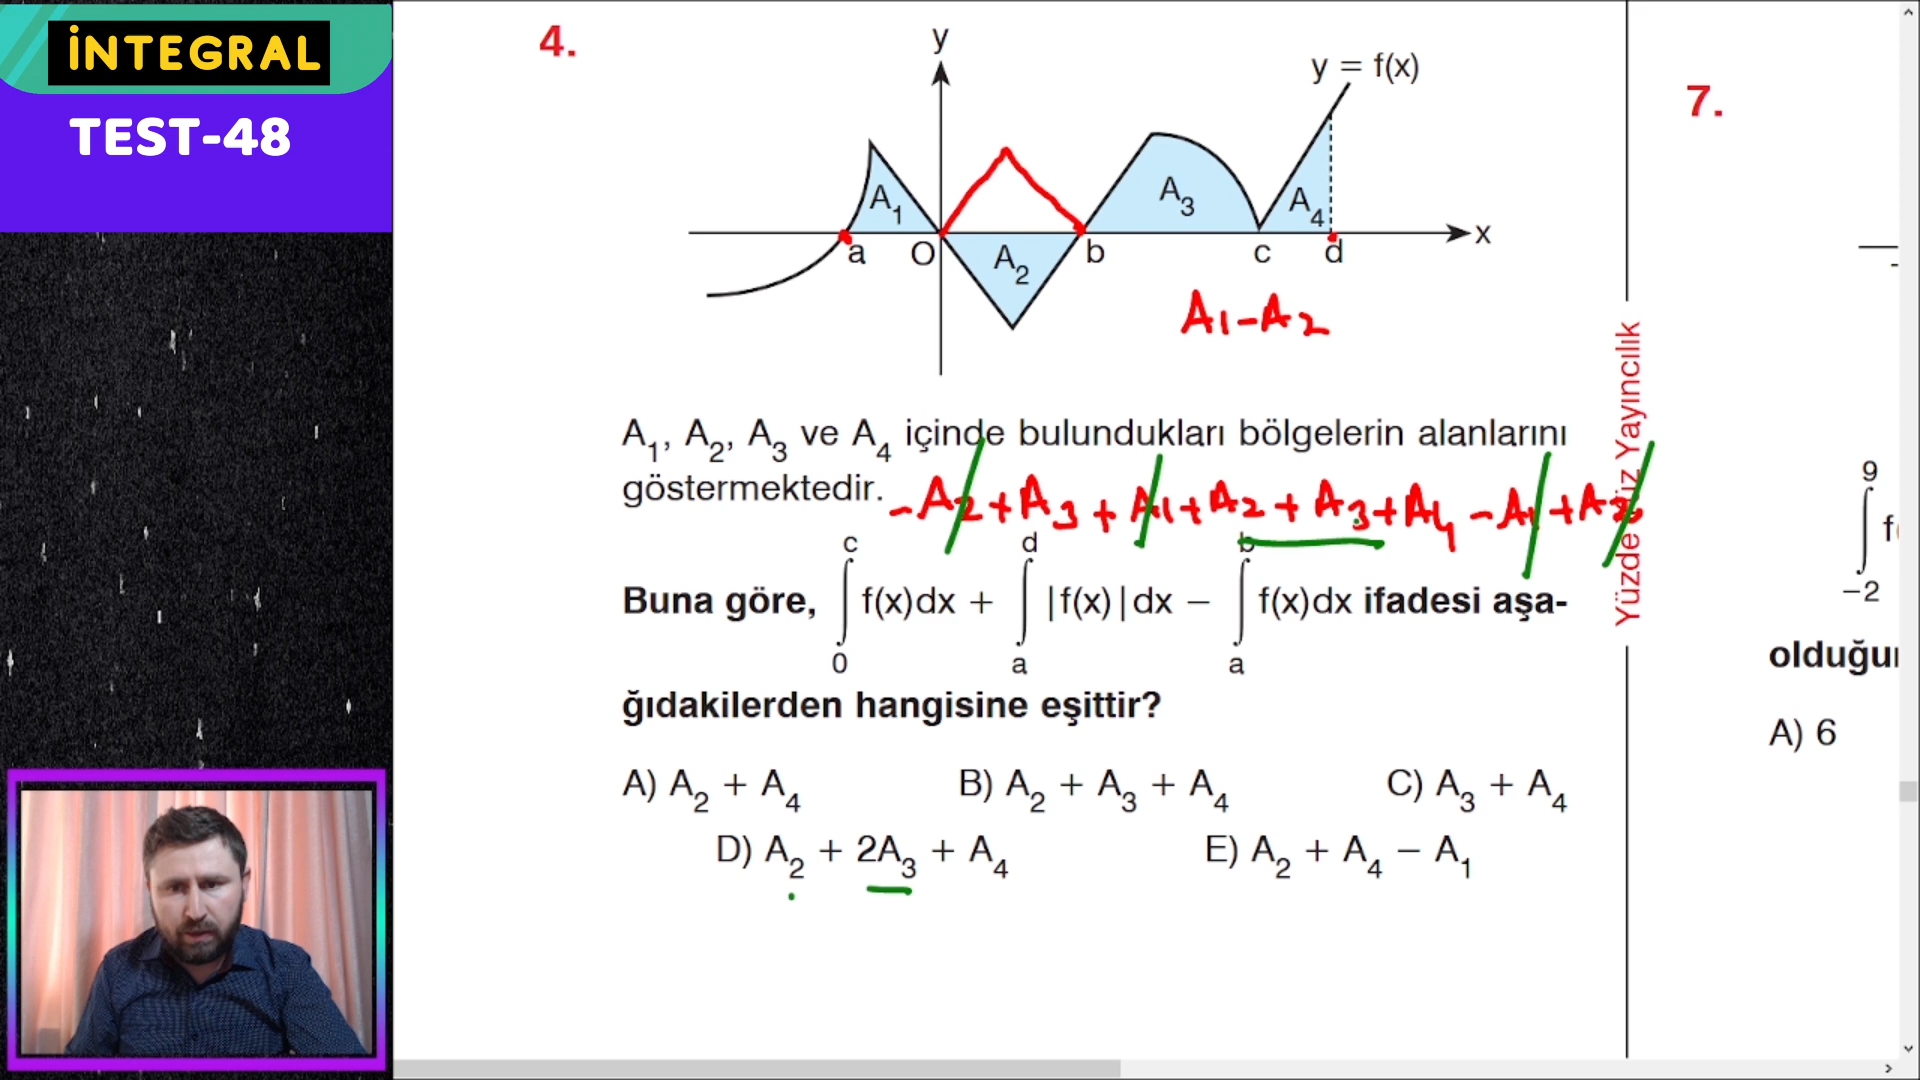 İNTEGRAL
TEST-48
4.
y
y = f(x)
A1
A2
A3
A4
a
O
b
c
d
x
A1-A2
A1, A2, A3 ve A4 içinde bulundukları bölgelerin alanlarını
göstermektedir.
-A2+A3+A1+A2+A3+A4-A1+A2
Buna göre, ∫₀ᶜ f(x)dx + ∫ₐᵈ |f(x)|dx − ∫ₐᵇ f(x)dx ifadesi aşa-
ğıdakilerden hangisine eşittir?
A) A2 + A4
B) A2 + A3 + A4
C) A3 + A4
D) A2 + 2A3 + A4
E) A2 + A4 − A1
Yüzde Yüz Yayıncılık
7.
9
∫ f(
−2
olduğu
A) 6